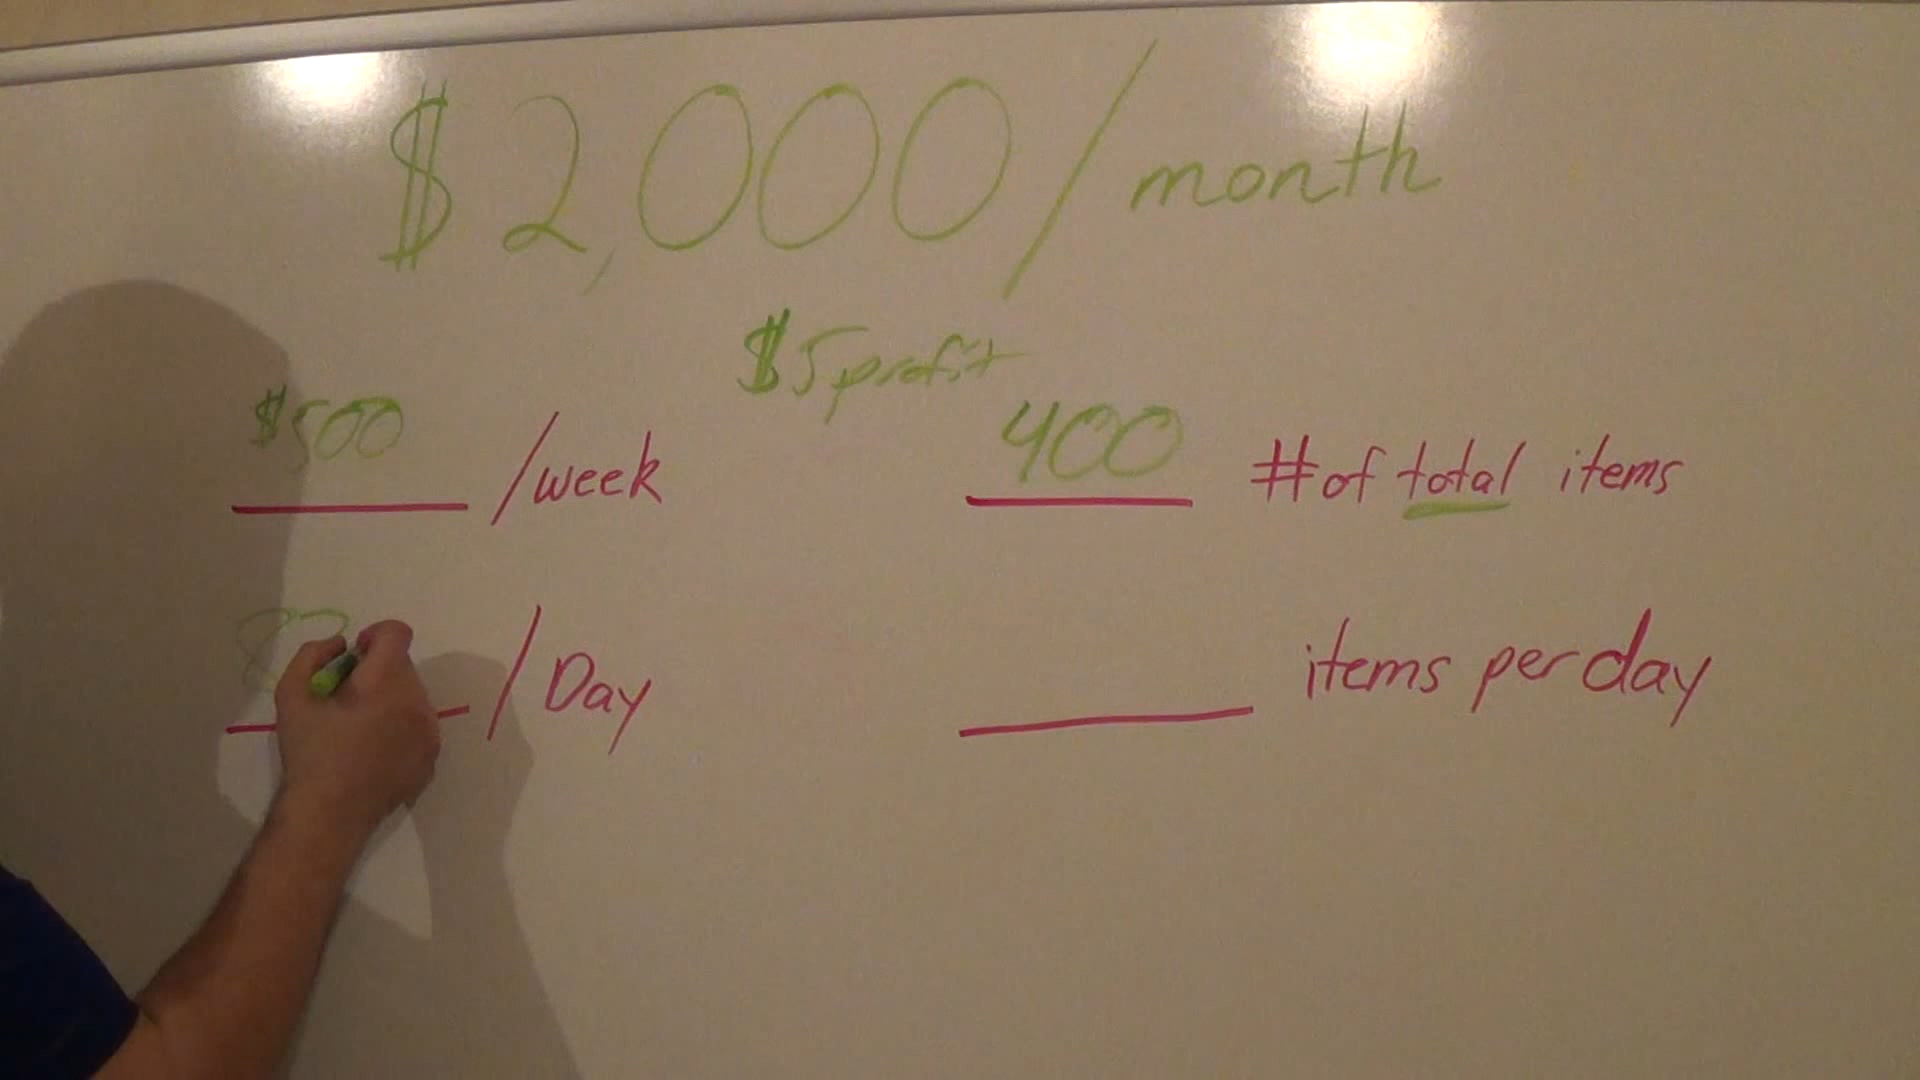 $2,000/month
$5 profit
$500 /week
400 # of total items
/Day
items per day